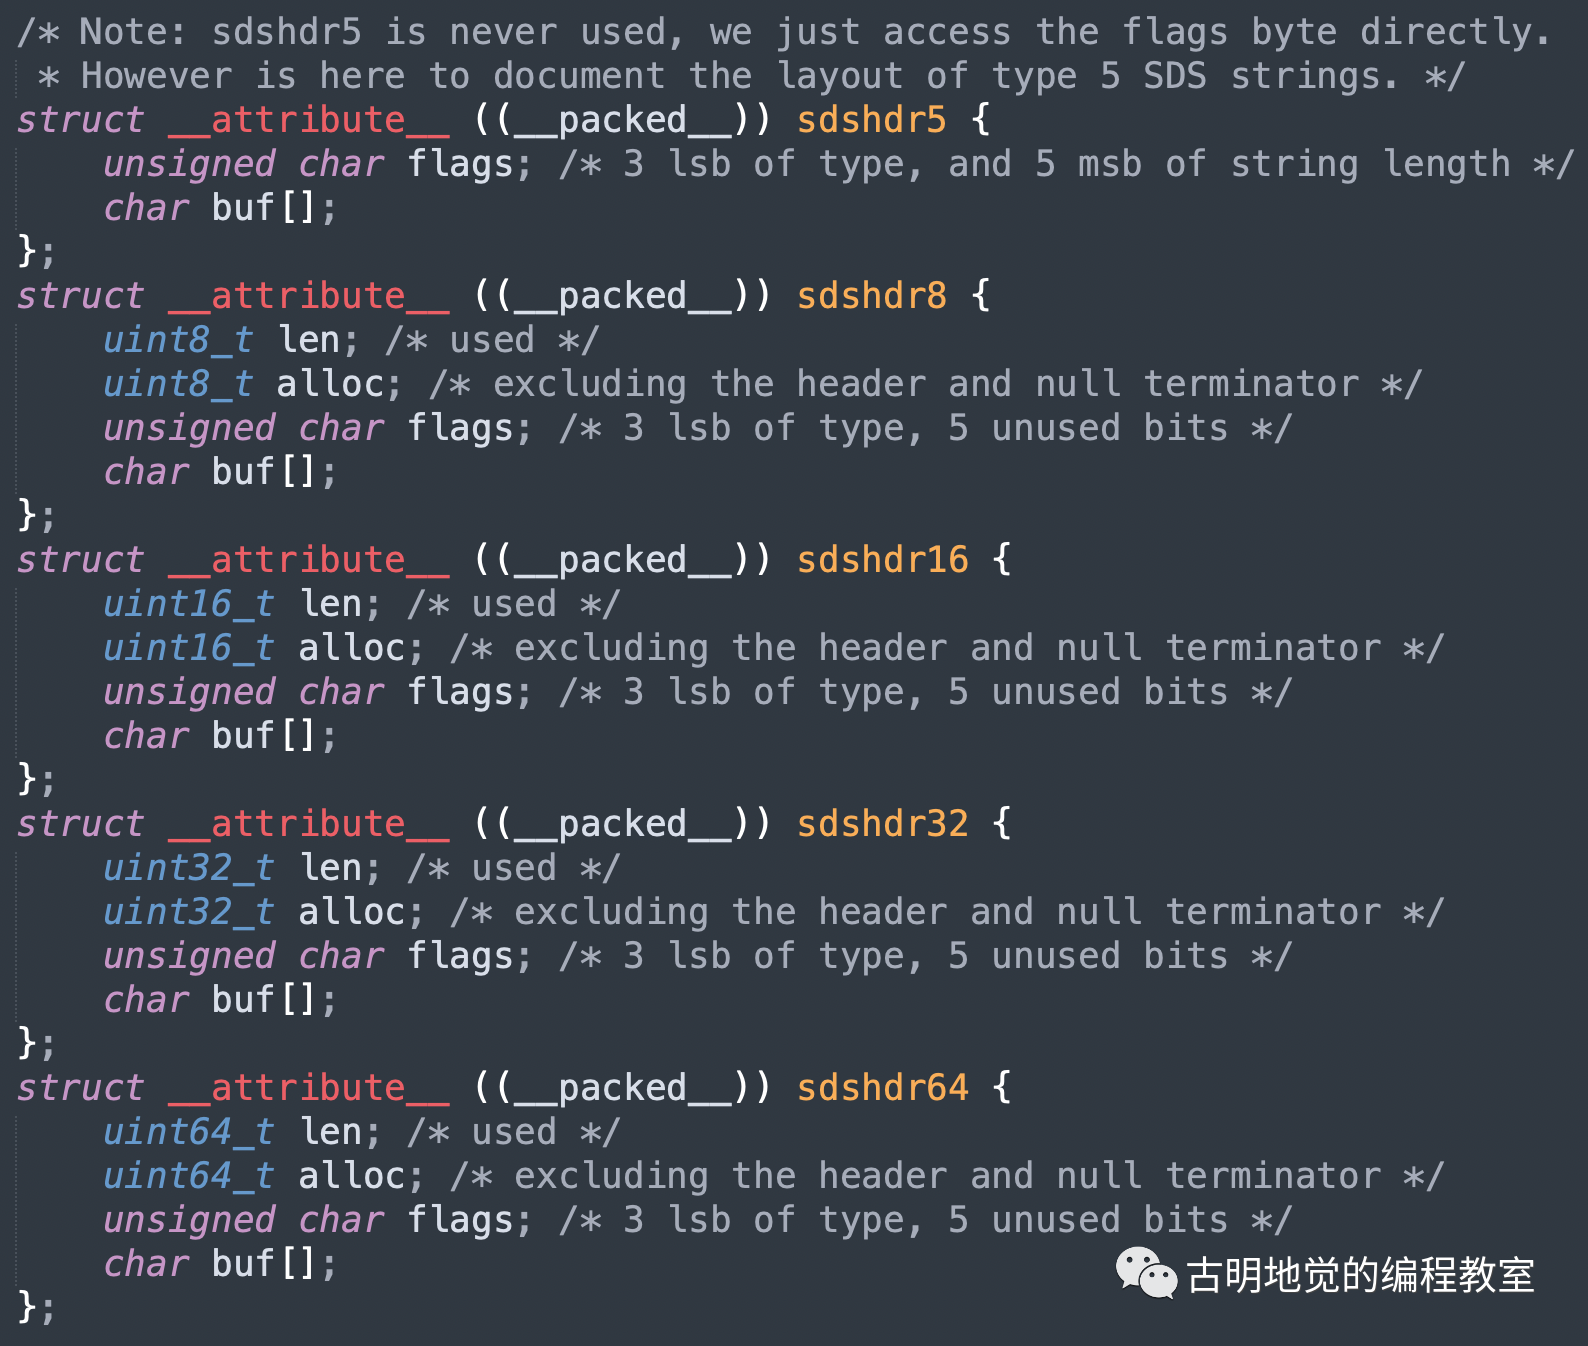 /* Note: sdshdr5 is never used, we just access the flags byte directly.
 * However is here to document the layout of type 5 SDS strings. */
struct __attribute__ ((__packed__)) sdshdr5 {
    unsigned char flags; /* 3 lsb of type, and 5 msb of string length */
    char buf[];
};
struct __attribute__ ((__packed__)) sdshdr8 {
    uint8_t len; /* used */
    uint8_t alloc; /* excluding the header and null terminator */
    unsigned char flags; /* 3 lsb of type, 5 unused bits */
    char buf[];
};
struct __attribute__ ((__packed__)) sdshdr16 {
    uint16_t len; /* used */
    uint16_t alloc; /* excluding the header and null terminator */
    unsigned char flags; /* 3 lsb of type, 5 unused bits */
    char buf[];
};
struct __attribute__ ((__packed__)) sdshdr32 {
    uint32_t len; /* used */
    uint32_t alloc; /* excluding the header and null terminator */
    unsigned char flags; /* 3 lsb of type, 5 unused bits */
    char buf[];
};
struct __attribute__ ((__packed__)) sdshdr64 {
    uint64_t len; /* used */
    uint64_t alloc; /* excluding the header and null terminator */
    unsigned char flags; /* 3 lsb of type, 5 unused bits */
    char buf[];
};
古明地觉的编程教室